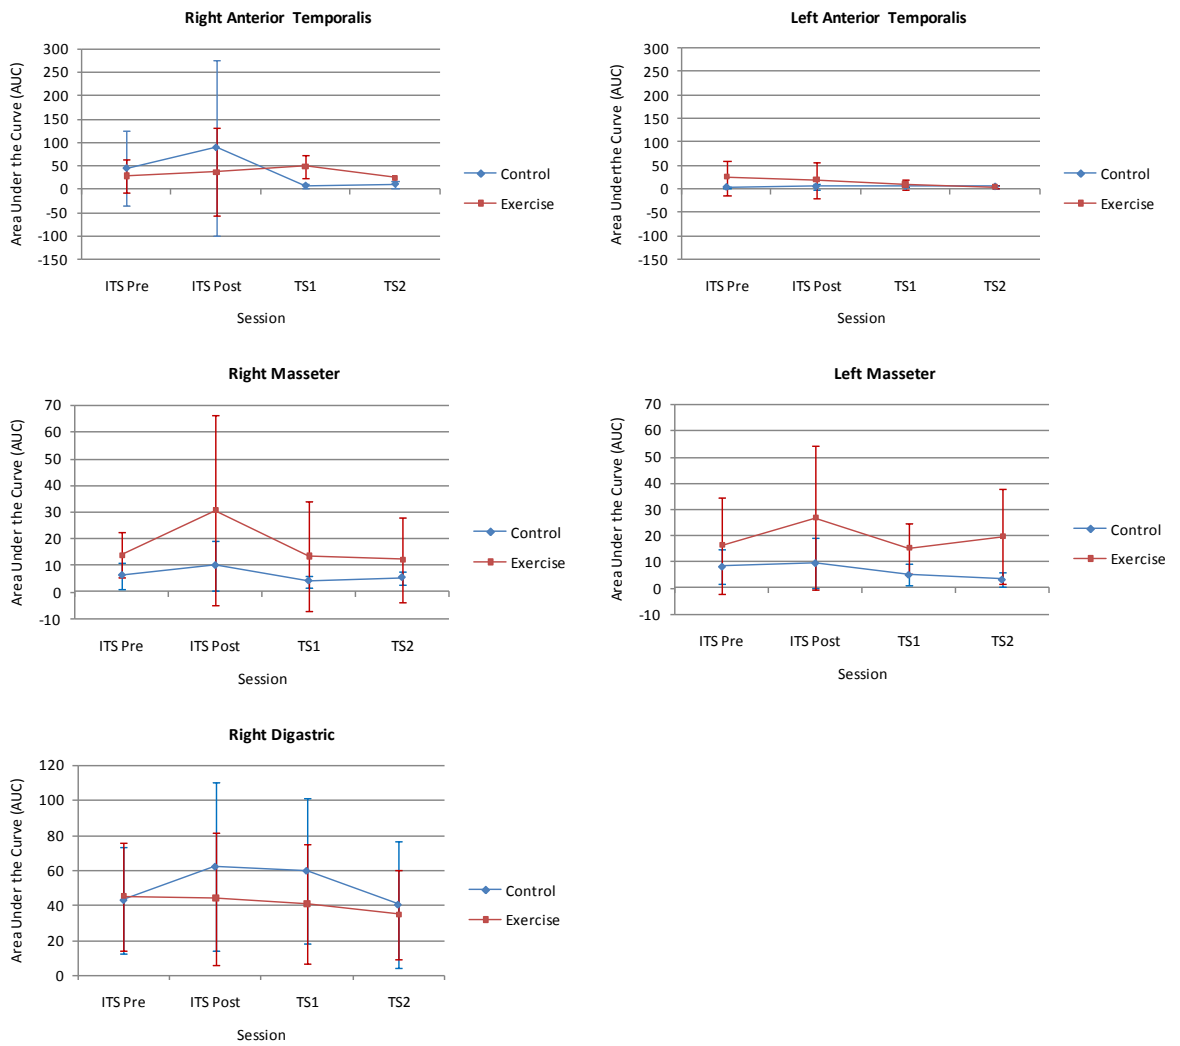 Right Anterior Temporalis
Area Under the Curve (AUC)
300
250
200
150
100
50
0
-50
-100
-150
ITS Pre
ITS Post
TS1
TS2
Session
Control
Exercise
Left Anterior Temporalis
Area Underthe Curve (AUC)
300
250
200
150
100
50
0
-50
-100
-150
ITS Pre
ITS Post
TS1
TS2
Session
Control
Exercise
Right Masseter
Area Under the Curve (AUC)
70
60
50
40
30
20
10
0
-10
ITS Pre
ITS Post
TS1
TS2
Session
Control
Exercise
Left Masseter
Area Under the Curve (AUC)
70
60
50
40
30
20
10
0
-10
ITS Pre
ITS Post
TS1
TS2
Session
Control
Exercise
Right Digastric
Area Under the Curve (AUC)
120
100
80
60
40
20
0
ITS Pre
ITS Post
TS1
TS2
Session
Control
Exercise